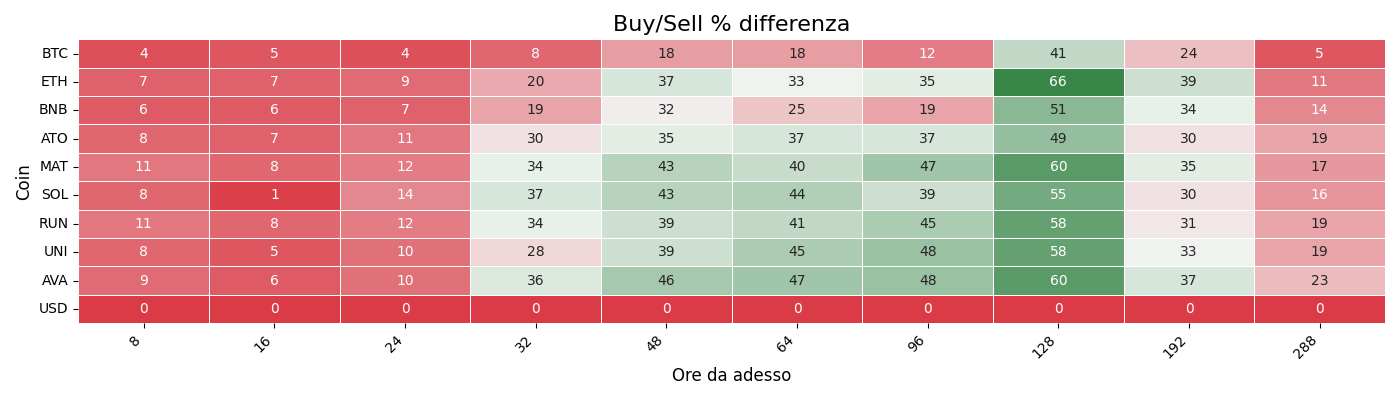 Buy/Sell % differenza
Coin
BTC 4 5 4 8 18 18 12 41 24 5
ETH 7 7 9 20 37 33 35 66 39 11
BNB 6 6 7 19 32 25 19 51 34 14
ATO 8 7 11 30 35 37 37 49 30 19
MAT 11 8 12 34 43 40 47 60 35 17
SOL 8 1 14 37 43 44 39 55 30 16
RUN 11 8 12 34 39 41 45 58 31 19
UNI 8 5 10 28 39 45 48 58 33 19
AVA 9 6 10 36 46 47 48 60 37 23
USD 0 0 0 0 0 0 0 0 0 0
8 16 24 32 48 64 96 128 192 288
Ore da adesso